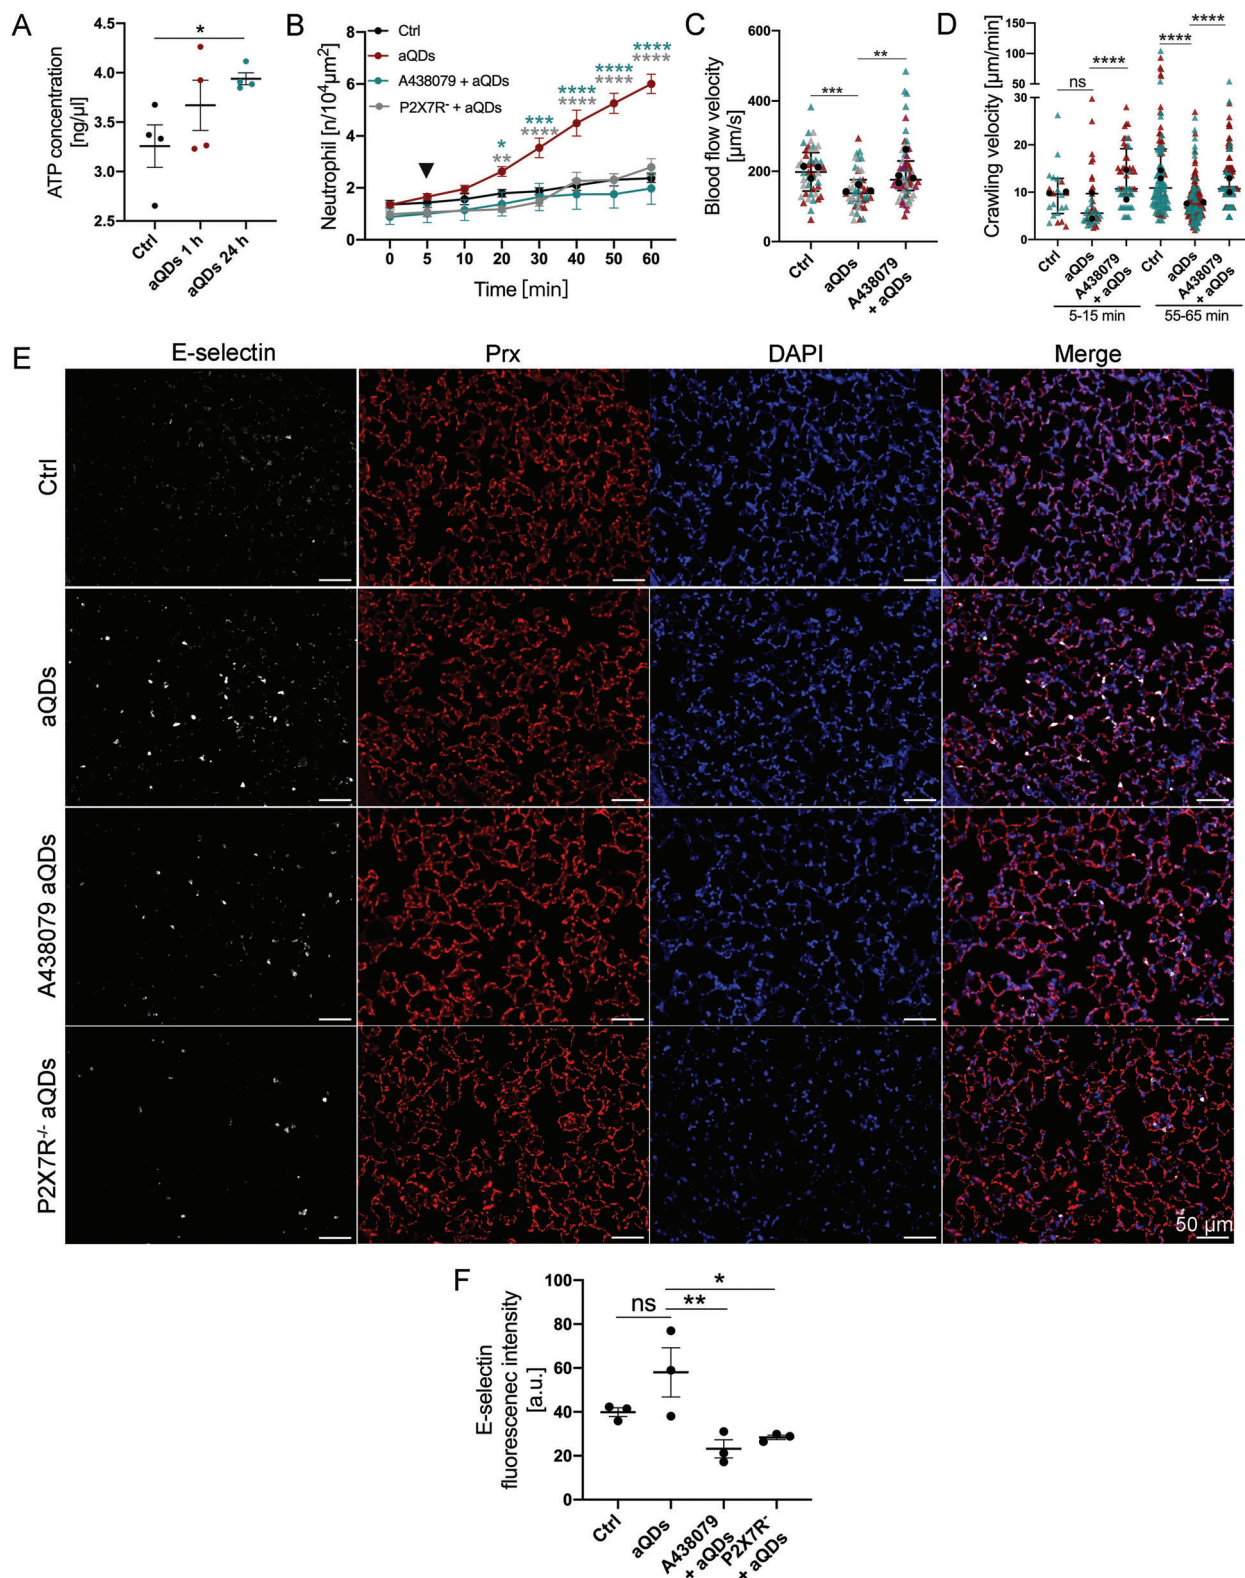 A
ATP concentration
[ng/μl]
4.5
4.0
3.5
3.0
2.5
*
Ctrl
aQDs 1 h
aQDs 24 h
B
Neutrophil [n/10⁴μm²]
8
6
4
2
0
Ctrl
aQDs
A438079 + aQDs
P2X7R⁻ + aQDs
*
**
***
****
****
****
****
****
****
****
0 5 10 20 30 40 50 60
Time [min]
C
Blood flow velocity
[μm/s]
600
400
200
0
***
**
Ctrl
aQDs
A438079
+ aQDs
D
Crawling velocity [μm/min]
150
100
50
30
20
10
0
ns
****
****
****
Ctrl
aQDs
A438079
+ aQDs
Ctrl
aQDs
A438079
+ aQDs
5-15 min
55-65 min
E
E-selectin Prx DAPI Merge
Ctrl
aQDs
A438079 aQDs
P2X7R⁻/⁻ aQDs
50 μm
F
E-selectin
fluorescenec intensity
[a.u.]
100
80
60
40
20
0
ns
**
*
Ctrl
aQDs
A438079
+ aQDs
P2X7R⁻
+ aQDs